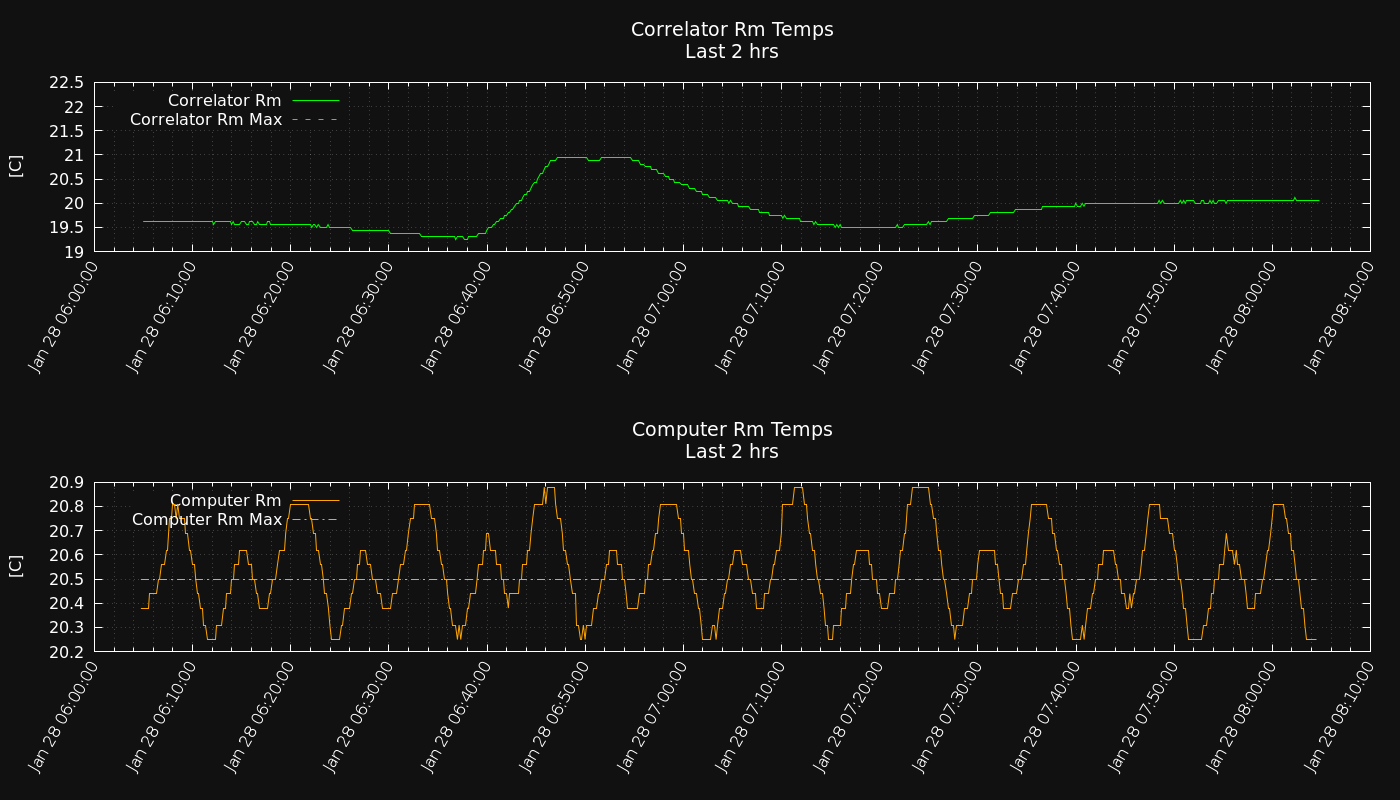 Correlator Rm Temps
Last 2 hrs
22.5
22
21.5
21
20.5
20
19.5
19
[C]
Correlator Rm
Correlator Rm Max
Jan 28 06:00:00
Jan 28 06:10:00
Jan 28 06:20:00
Jan 28 06:30:00
Jan 28 06:40:00
Jan 28 06:50:00
Jan 28 07:00:00
Jan 28 07:10:00
Jan 28 07:20:00
Jan 28 07:30:00
Jan 28 07:40:00
Jan 28 07:50:00
Jan 28 08:00:00
Jan 28 08:10:00
Computer Rm Temps
Last 2 hrs
20.9
20.8
20.7
20.6
20.5
20.4
20.3
20.2
[C]
Computer Rm
Computer Rm Max
Jan 28 06:00:00
Jan 28 06:10:00
Jan 28 06:20:00
Jan 28 06:30:00
Jan 28 06:40:00
Jan 28 06:50:00
Jan 28 07:00:00
Jan 28 07:10:00
Jan 28 07:20:00
Jan 28 07:30:00
Jan 28 07:40:00
Jan 28 07:50:00
Jan 28 08:00:00
Jan 28 08:10:00